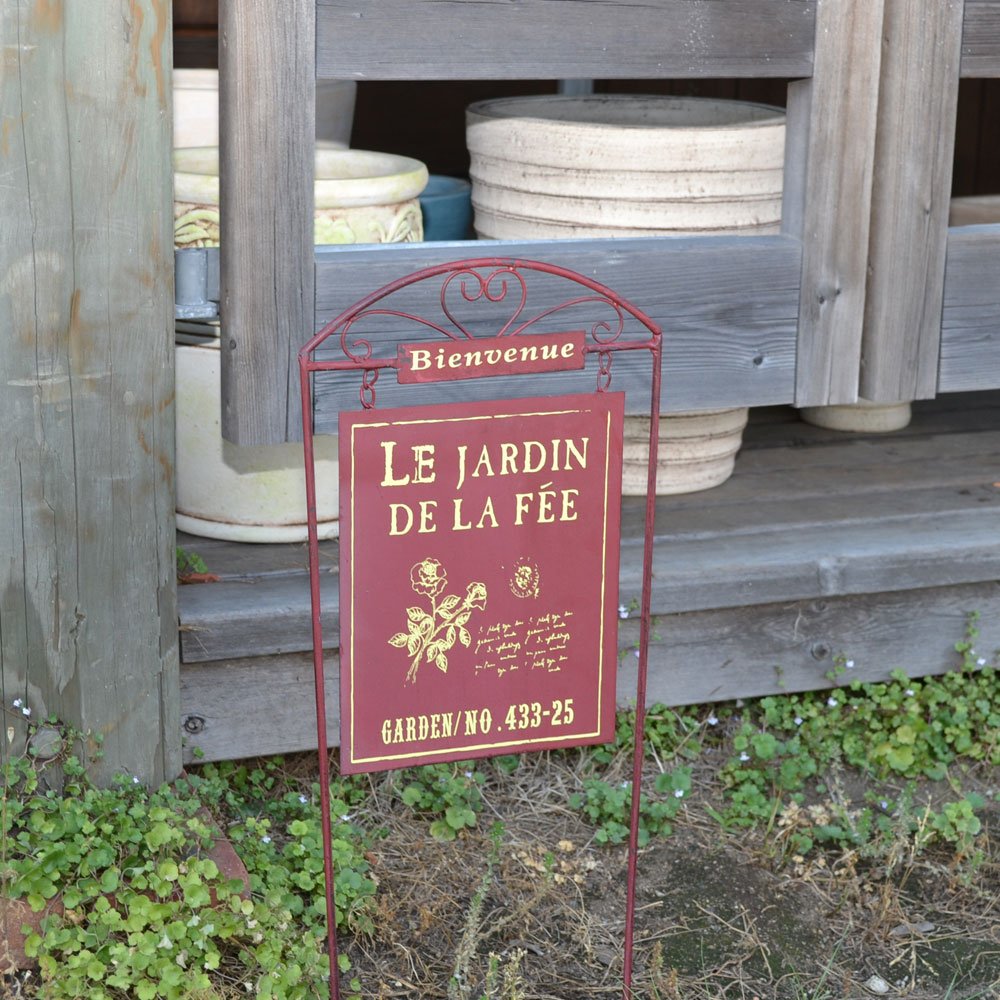 Bienvenue
LE JARDIN
DE LA FÉE
GARDEN/NO.433-25